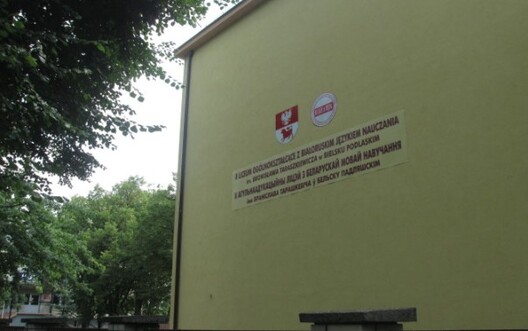 II LICEUM OGÓLNOKSZTAŁCĄCE Z BIAŁORUSKIM JĘZYKIEM NAUCZANIA
IM. BRONISŁAWA TARASZKIEWICZA W BIELSKU PODLASKIM
II АГУЛЬНААДУКАЦЫЙНЫ ЛІЦЭЙ З БЕЛАРУСКАЙ МОВАЙ НАВУЧАННЯ
ІМЯ БРАНІСЛАВА ТАРАШКЕВІЧА Ў БЕЛЬСКУ ПАДЛЯШСКІМ